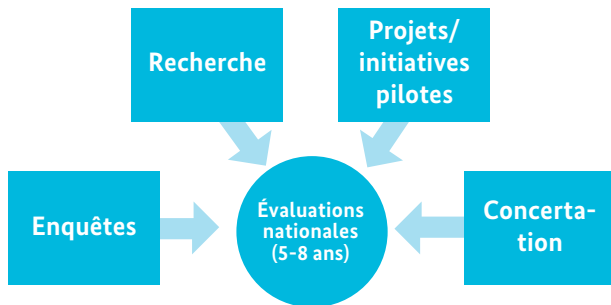 Recherche
Projets/
initiatives
pilotes
Enquêtes
Évaluations
nationales
(5-8 ans)
Concerta-
tion